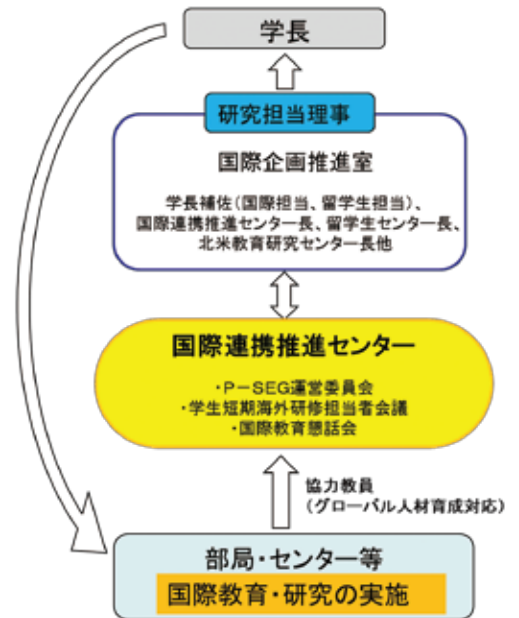 学長
研究担当理事
国際企画推進室
学長補佐(国際担当、留学生担当)、
国際連携推進センター長、留学生センター長、
北米教育研究センター長他
国際連携推進センター
・P－SEG運営委員会
・学生短期海外研修担当者会議
・国際教育懇話会
協力教員
(グローバル人材育成対応)
部局・センター等
国際教育・研究の実施